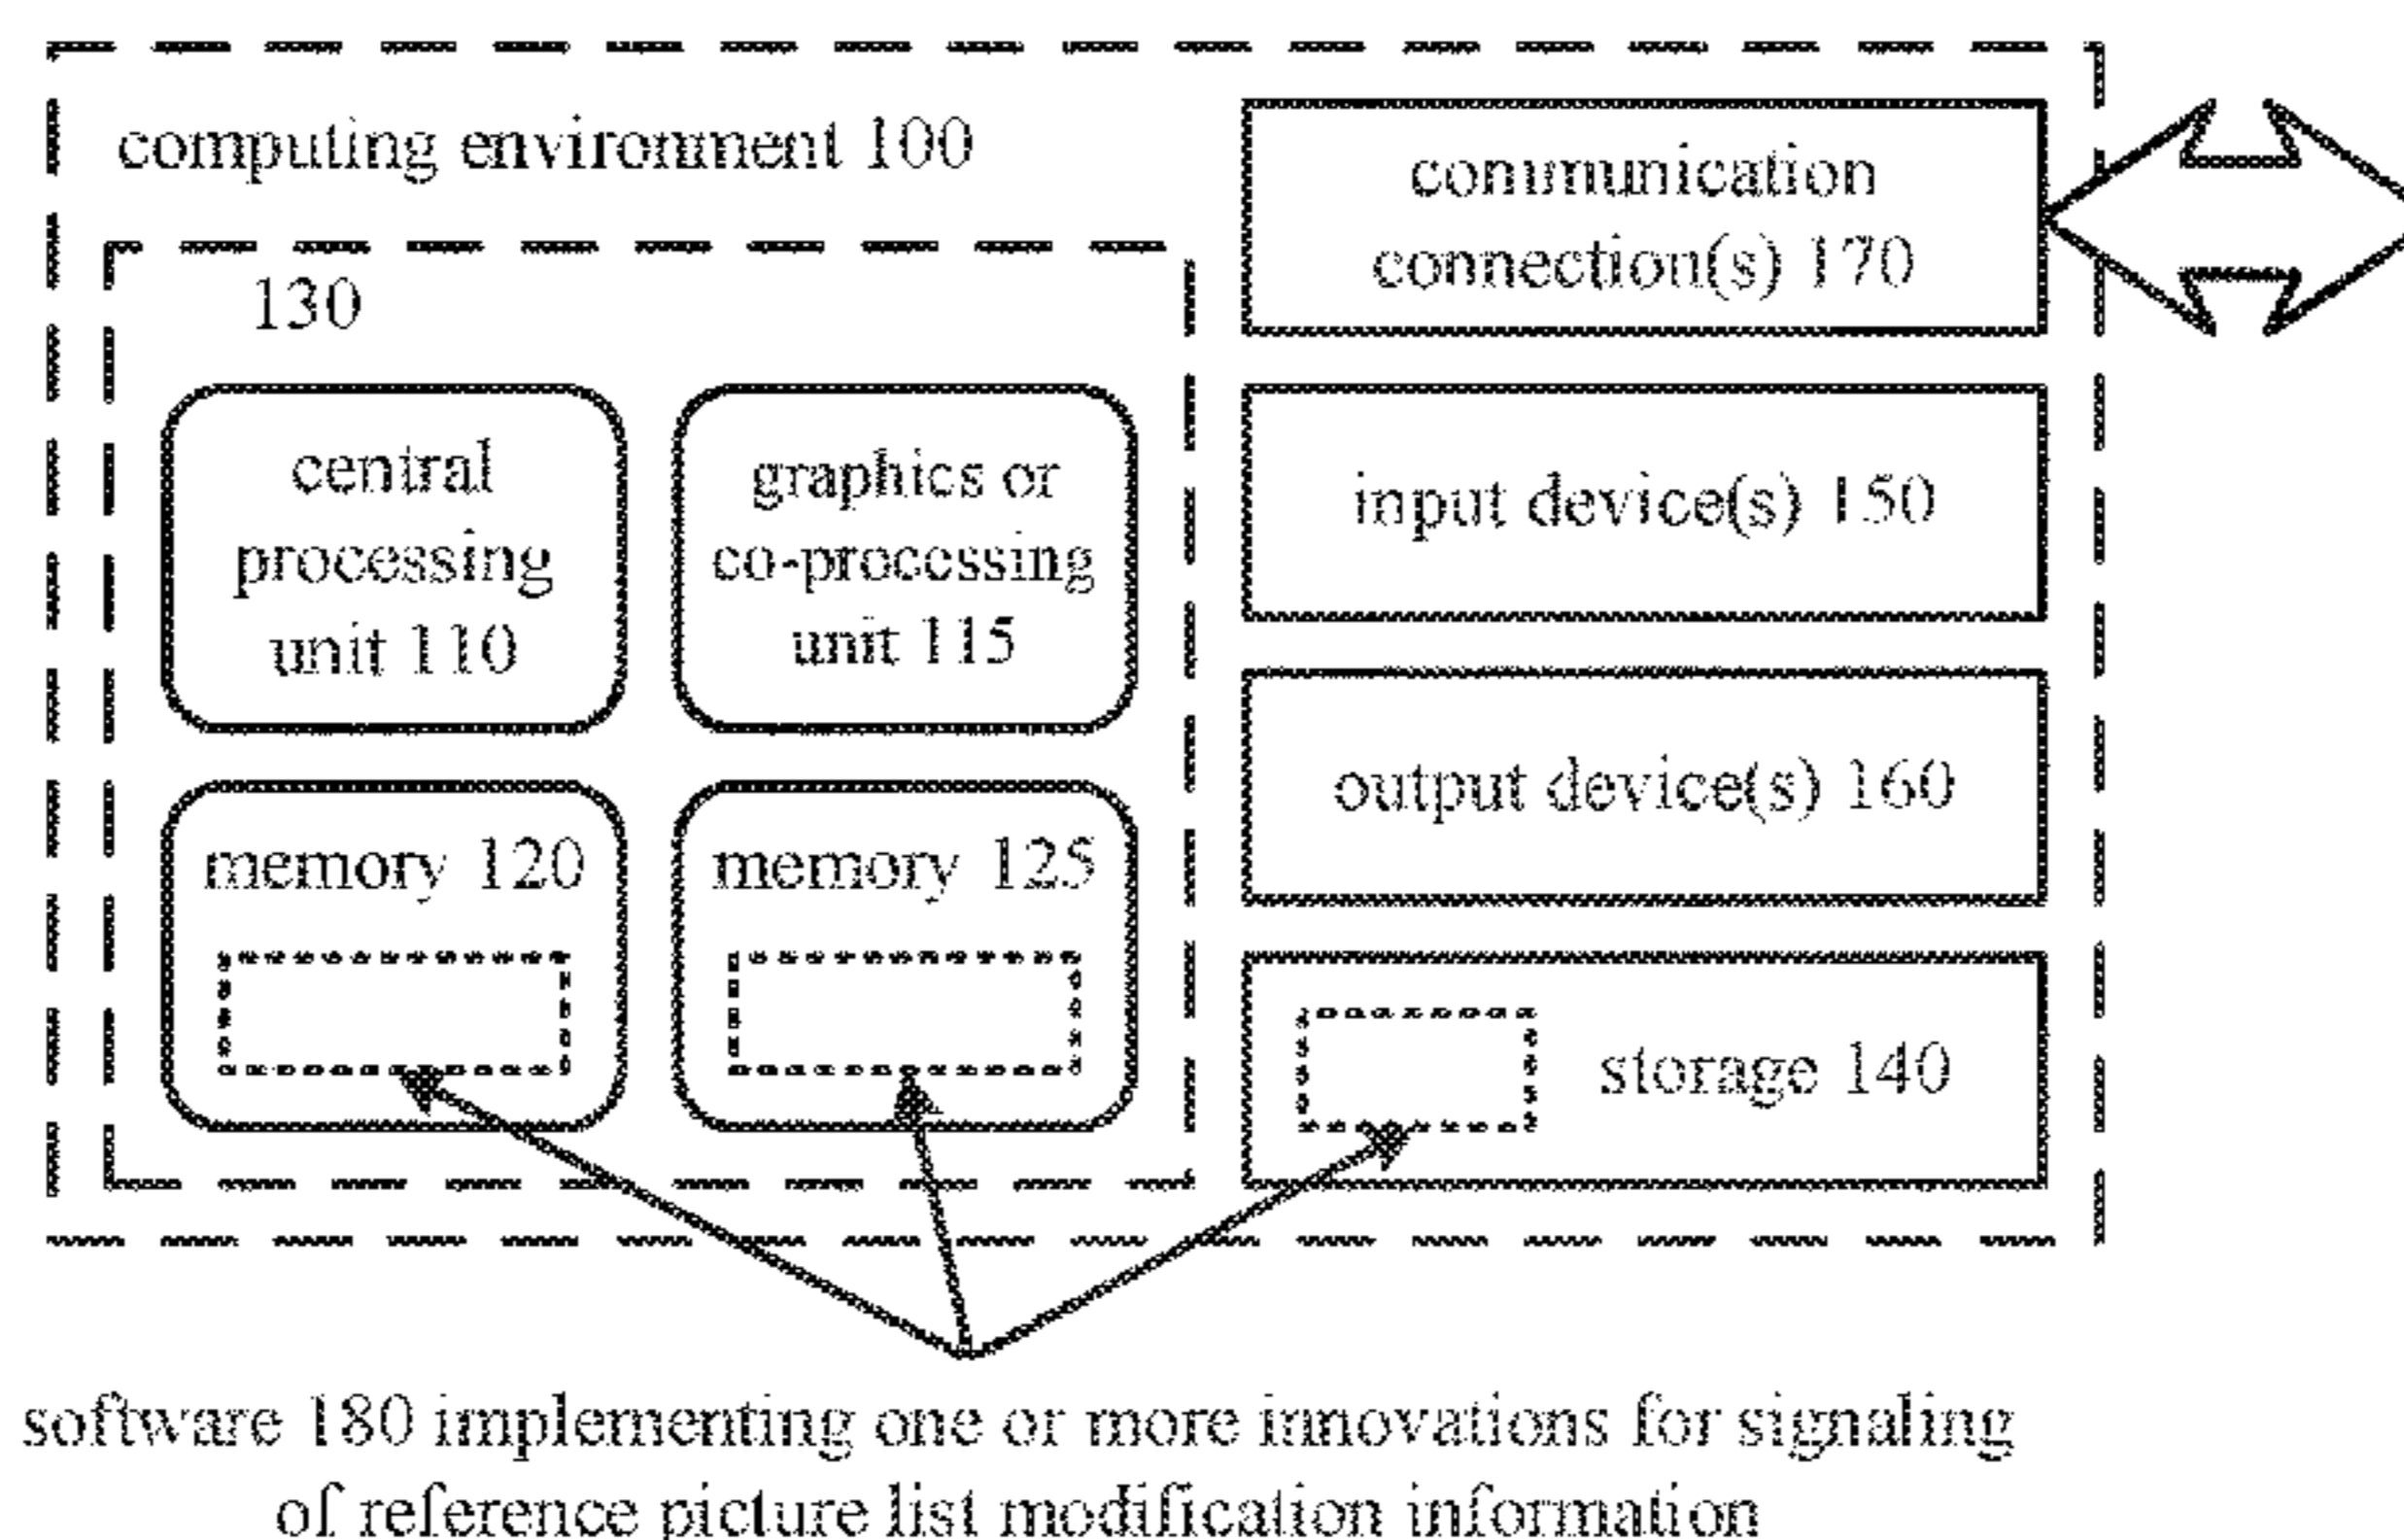 computing environment 100
130
central
processing
unit 110
graphics or
co-processing
unit 115
memory 120
memory 125
communication
connection(s) 170
input device(s) 150
output device(s) 160
storage 140
software 180 implementing one or more innovations for signaling
of reference picture list modification information